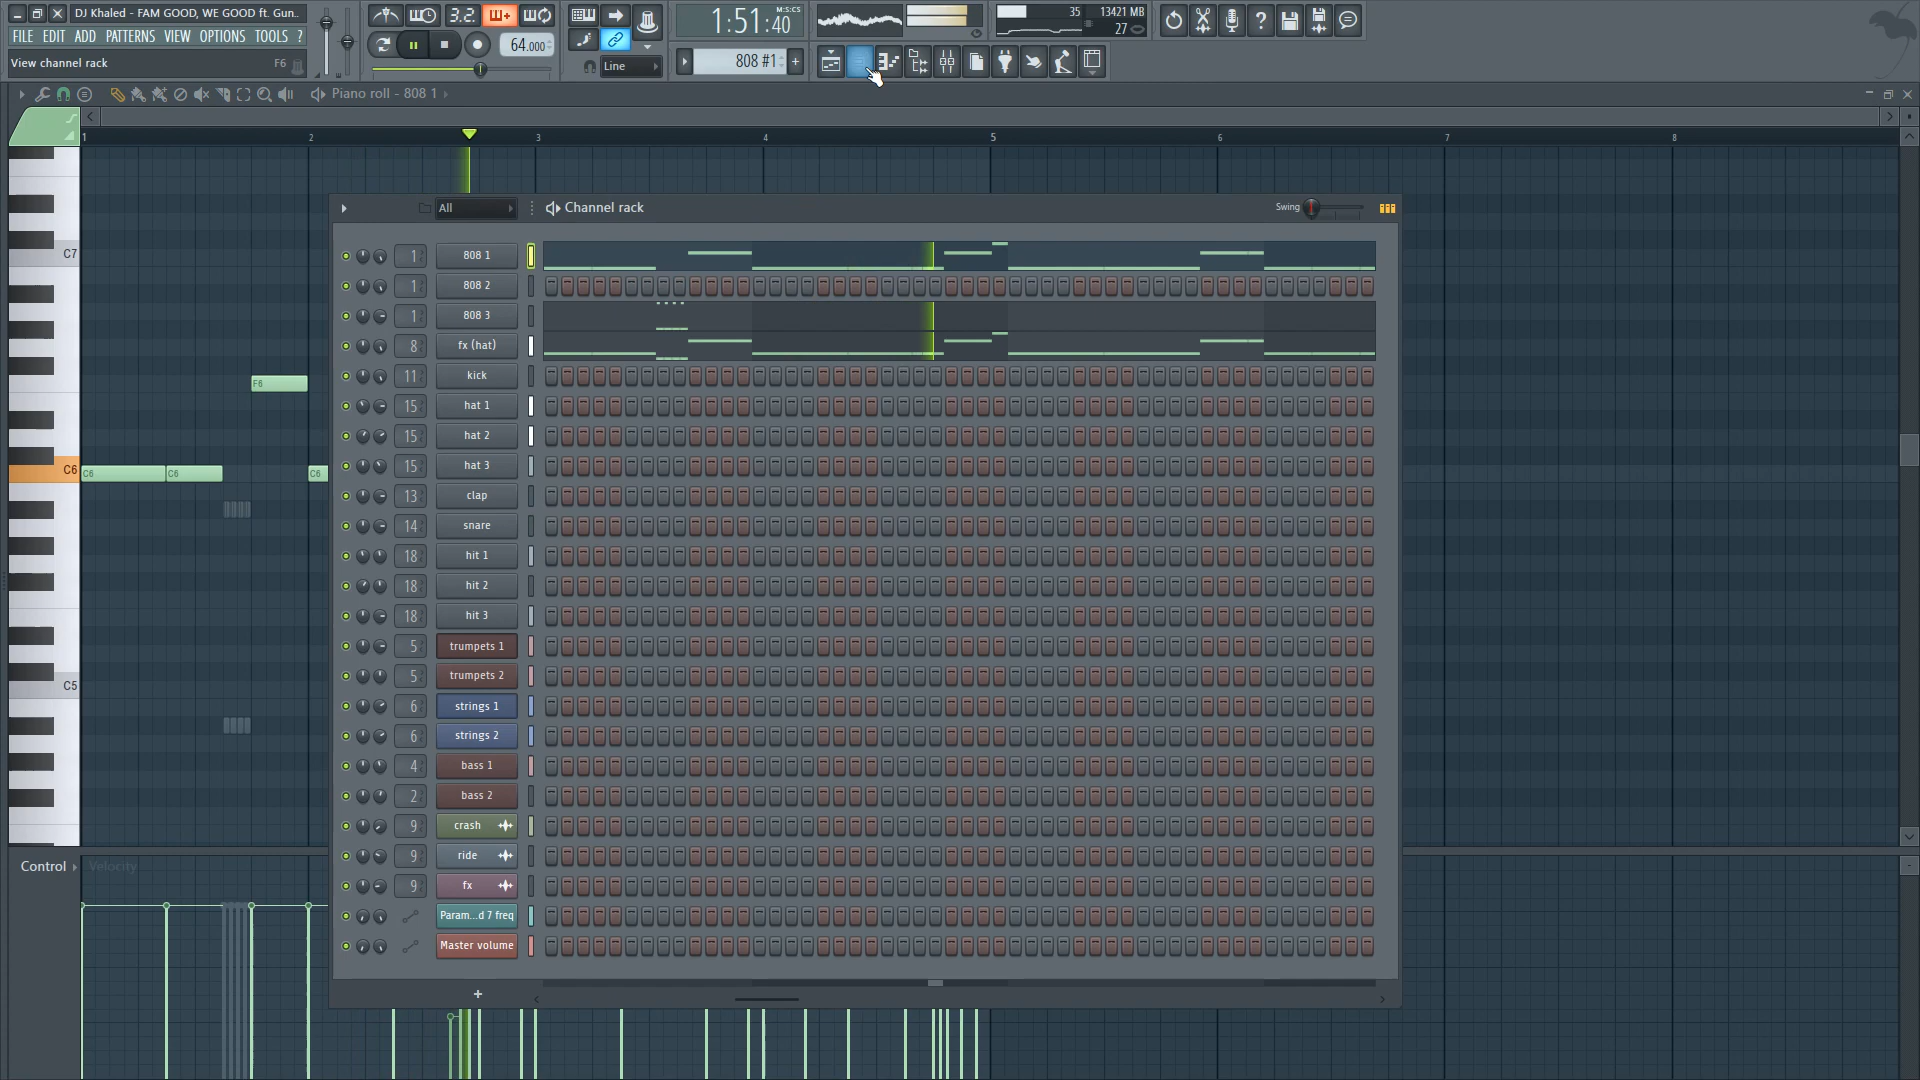 DJ Khaled - FAM GOOD, WE GOOD ft. Gun..
FILE EDIT ADD PATTERNS VIEW OPTIONS TOOLS ?
View channel rack F6
3.2.
64.000
Line
1:51:40
M:S:CS
808 #1
35
13421 MB
27
Piano roll - 808 1
1 2 3 4 5 6 7 8
C7
C6
C5
F6
C6
C6
C6
All
Channel rack
Swing
1 808 1
1 808 2
1 808 3
8 fx (hat)
11 kick
15 hat 1
15 hat 2
15 hat 3
13 clap
14 snare
18 hit 1
18 hit 2
18 hit 3
5 trumpets 1
5 trumpets 2
6 strings 1
6 strings 2
4 bass 1
2 bass 2
9 crash
9 ride
9 fx
Param...d 7 freq
Master volume
+
Control
Velocity